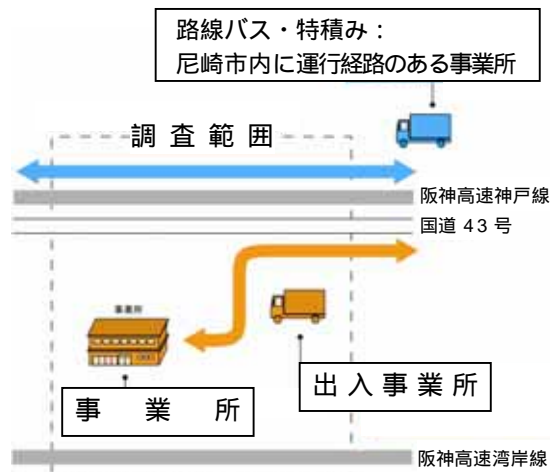 路線バス・特積み:
尼崎市内に運行経路のある事業所
調査範囲
阪神高速神戸線
国道 43 号
事業所
出入事業所
事業所
阪神高速湾岸線